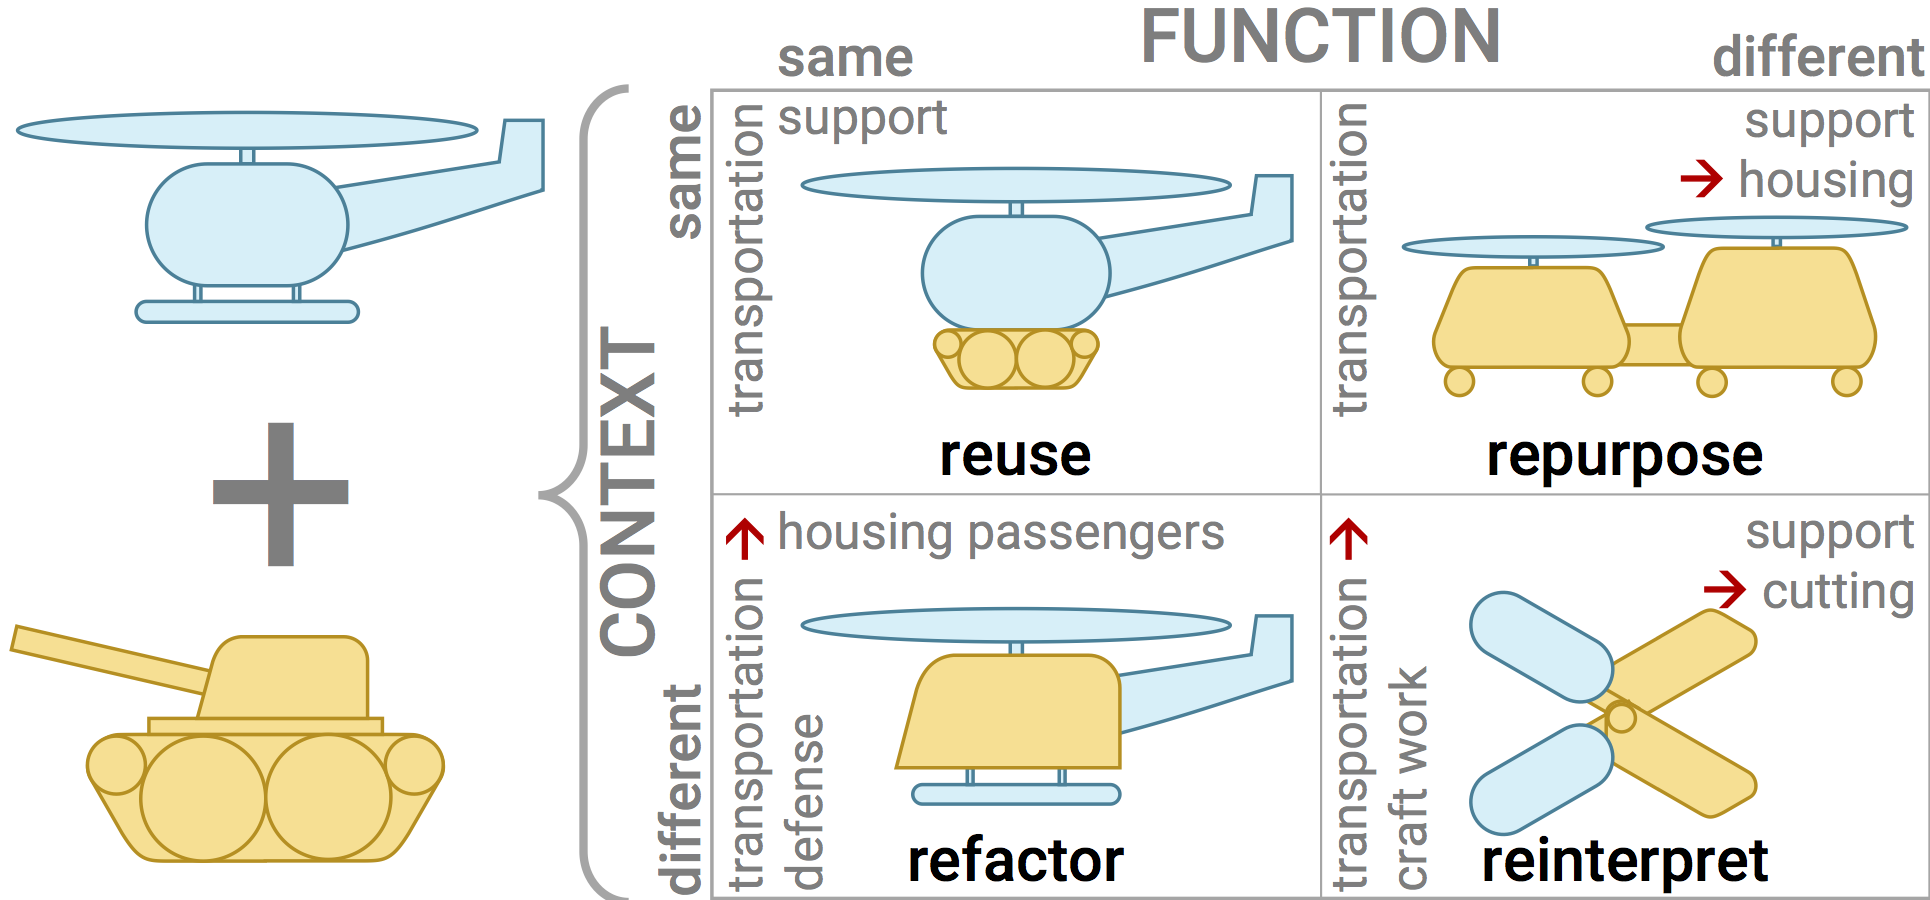 FUNCTION
same
different
CONTEXT
same
different
transportation
support
reuse
transportation
support
→ housing
repurpose
→ housing passengers
transportation
defense
refactor
→ support
transportation
craft work
→ cutting
reinterpret